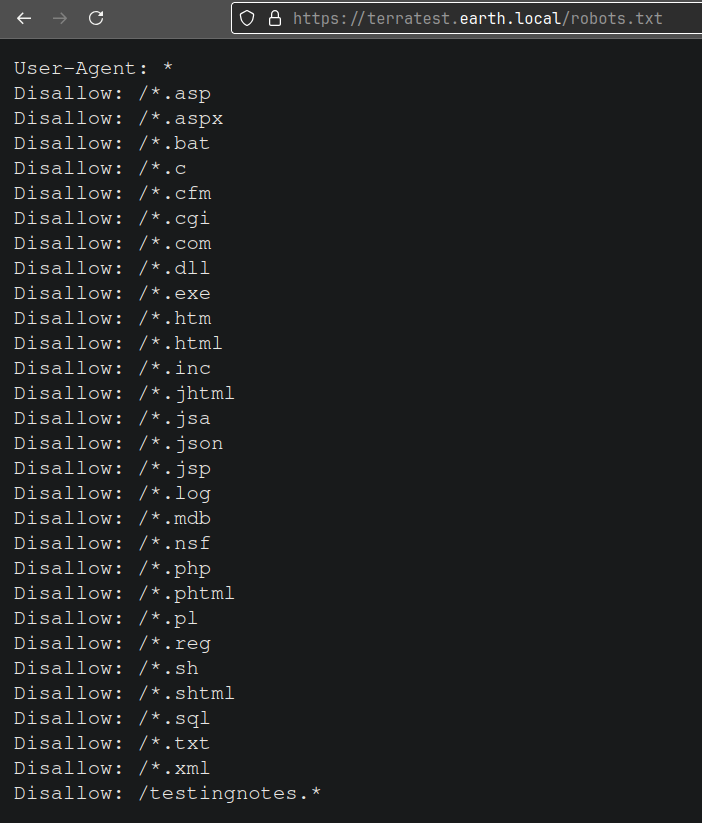 https://terratest.earth.local/robots.txt
User-Agent: *
Disallow: /*.asp
Disallow: /*.aspx
Disallow: /*.bat
Disallow: /*.c
Disallow: /*.cfm
Disallow: /*.cgi
Disallow: /*.com
Disallow: /*.dll
Disallow: /*.exe
Disallow: /*.htm
Disallow: /*.html
Disallow: /*.inc
Disallow: /*.jhtml
Disallow: /*.jsa
Disallow: /*.json
Disallow: /*.jsp
Disallow: /*.log
Disallow: /*.mdb
Disallow: /*.nsf
Disallow: /*.php
Disallow: /*.phtml
Disallow: /*.pl
Disallow: /*.reg
Disallow: /*.sh
Disallow: /*.shtml
Disallow: /*.sql
Disallow: /*.txt
Disallow: /*.xml
Disallow: /testingnotes.*